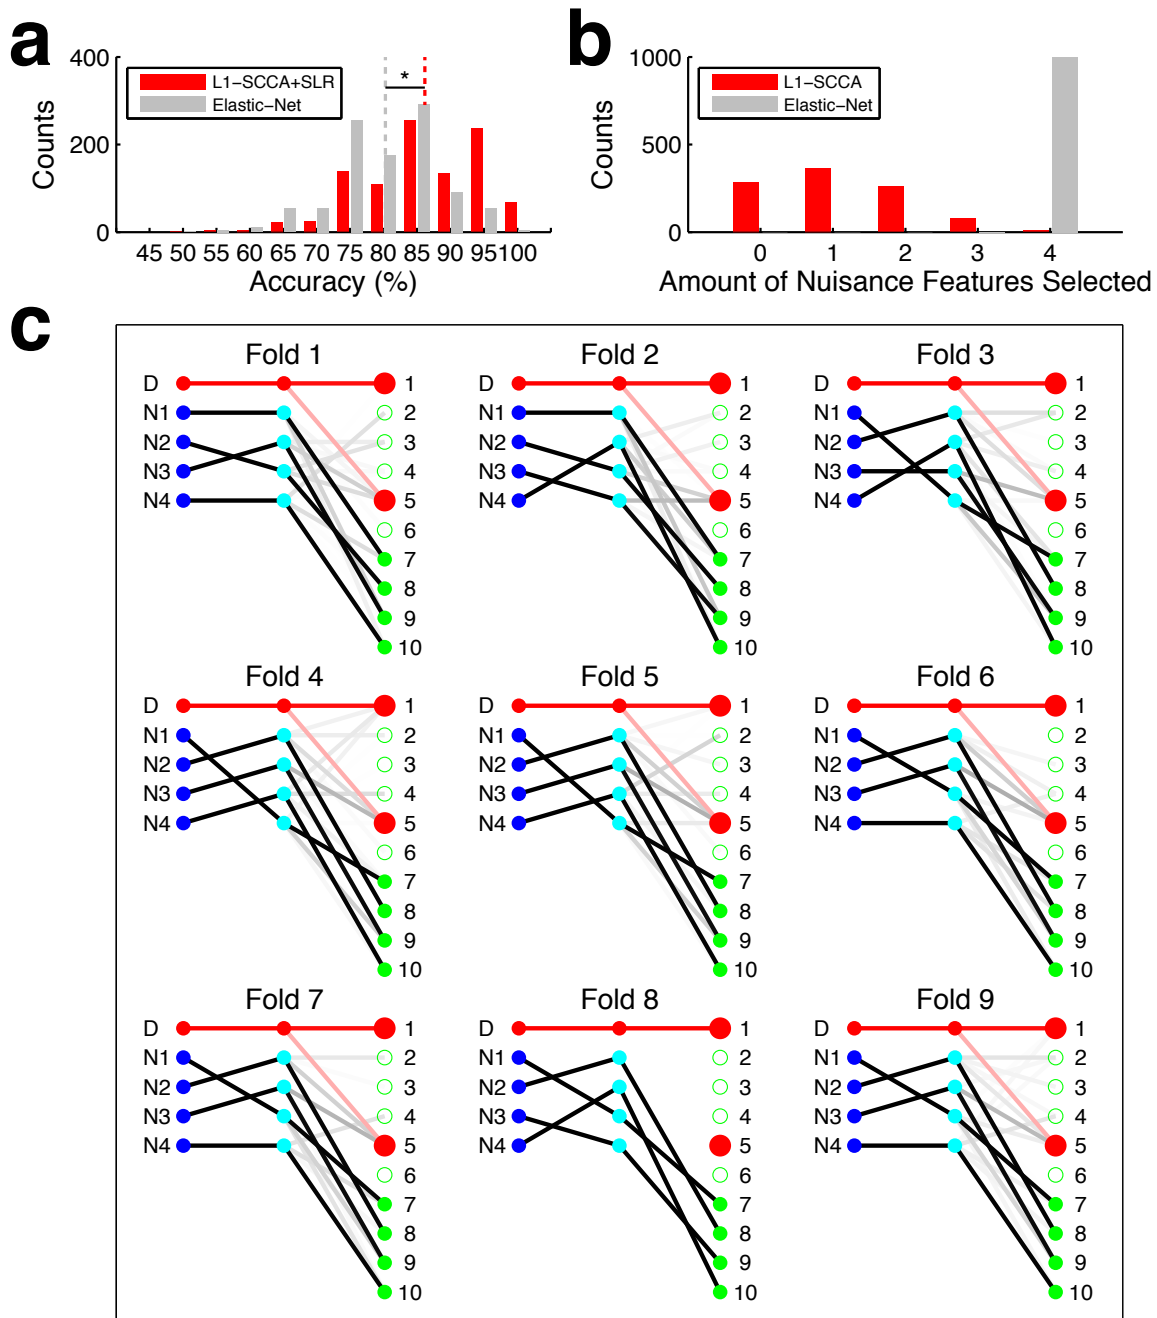 a
400
200
0
Counts
L1-SCCA+SLR
Elastic-Net
*
45 50 55 60 65 70 75 80 85 90 95 100
Accuracy (%)
b
1000
500
0
Counts
L1-SCCA
Elastic-Net
0 1 2 3 4
Amount of Nuisance Features Selected
c
Fold 1
D 1
N1 2
N2 3
N3 4
N4 5
6
7
8
9
10
Fold 2
D 1
N1 2
N2 3
N3 4
N4 5
6
7
8
9
10
Fold 3
D 1
N1 2
N2 3
N3 4
N4 5
6
7
8
9
10
Fold 4
D 1
N1 2
N2 3
N3 4
N4 5
6
7
8
9
10
Fold 5
D 1
N1 2
N2 3
N3 4
N4 5
6
7
8
9
10
Fold 6
D 1
N1 2
N2 3
N3 4
N4 5
6
7
8
9
10
Fold 7
D 1
N1 2
N2 3
N3 4
N4 5
6
7
8
9
10
Fold 8
D 1
N1 2
N2 3
N3 4
N4 5
6
7
8
9
10
Fold 9
D 1
N1 2
N2 3
N3 4
N4 5
6
7
8
9
10